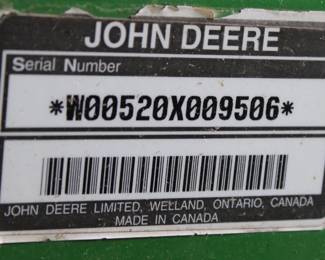 JOHN DEERE
Serial Number
*W00520X009506*
JOHN DEERE LIMITED, WELLAND, ONTARIO, CANADA
MADE IN CANADA